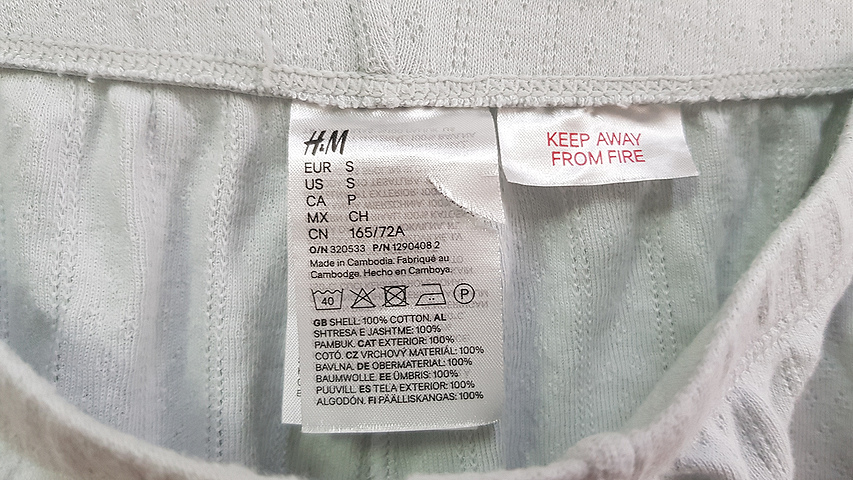 H&M
EUR S
US S
CA P
MX CH
CN 165/72A
O/N 320533 P/N 1290408.2
Made in Cambodia. Fabriqué au
Cambodge. Hecho en Camboya.
40
P
GB SHELL: 100% COTTON. AL
SHTRESA E JASHTME: 100%
PAMBUK. CAT EXTERIOR: 100%
COTÓ. CZ VRCHOVÝ MATERIÁL: 100%
BAVLNA. DE OBERMATERIAL: 100%
BAUMWOLLE. EE ÜMBRIS: 100%
PUUVILL. ES TELA EXTERIOR: 100%
ALGODÓN. FI PÄÄLLISKANGAS: 100%
KEEP AWAY
FROM FIRE